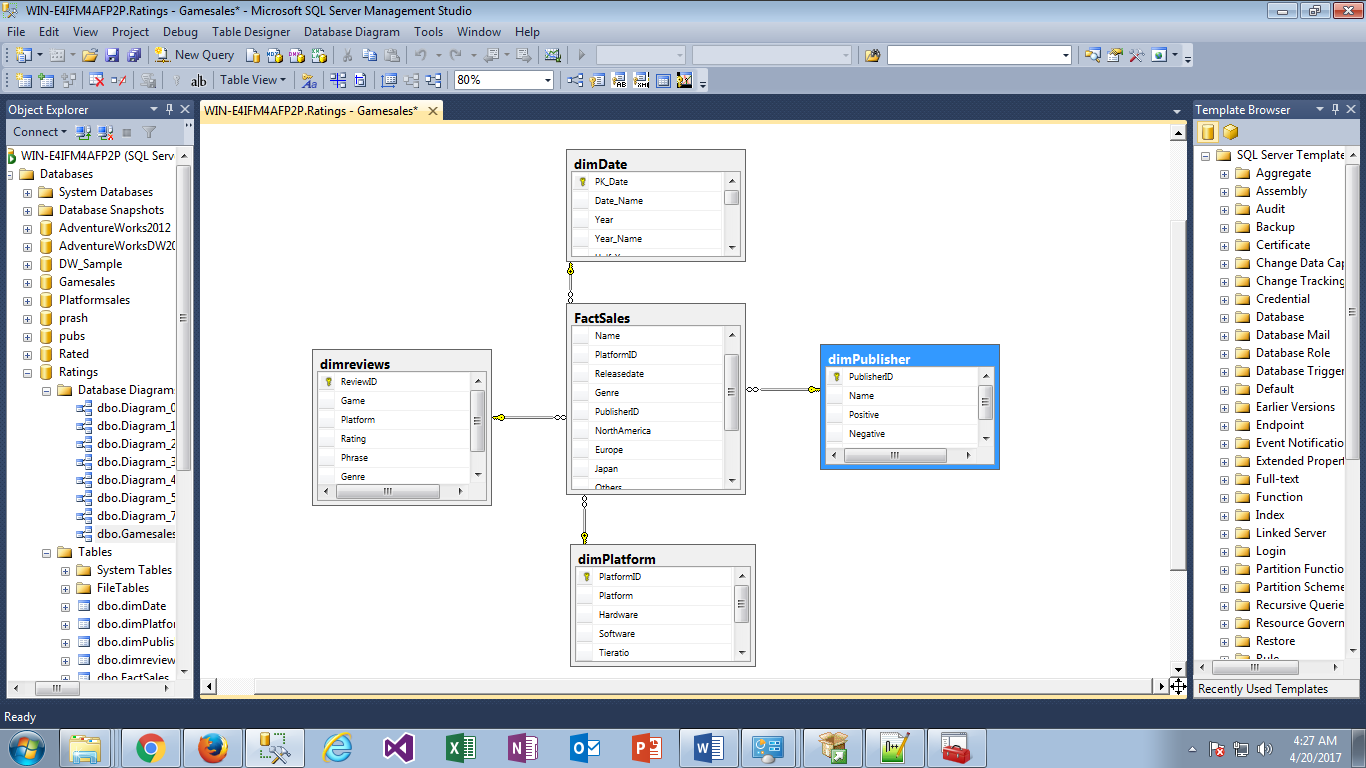 WIN-E4IFM4AFP2P.Ratings - Gamesales* - Microsoft SQL Server Management Studio
File Edit View Project Debug Table Designer Database Diagram Tools Window Help
New Query
Table View 80%
Object Explorer
Connect
WIN-E4IFM4AFP2P (SQL Serv
Databases
System Databases
Database Snapshots
AdventureWorks2012
AdventureWorksDW20
DW_Sample
Gamesales
Platformsales
prash
pubs
Rated
Ratings
Database Diagrams
dbo.Diagram_0
dbo.Diagram_1
dbo.Diagram_2
dbo.Diagram_3
dbo.Diagram_4
dbo.Diagram_5
dbo.Diagram_7
dbo.Gamesales
Tables
System Tables
FileTables
dbo.dimDate
dbo.dimPlatfor
dbo.dimPublis
dbo.dimreview
dbo.FactSales
WIN-E4IFM4AFP2P.Ratings - Gamesales*
dimDate
PK_Date
Date_Name
Year
Year_Name
dimreviews
ReviewID
Game
Platform
Rating
Phrase
Genre
FactSales
Name
PlatformID
Releasedate
Genre
PublisherID
NorthAmerica
Europe
Japan
Others
dimPublisher
PublisherID
Name
Positive
Negative
dimPlatform
PlatformID
Platform
Hardware
Software
Tieratio
Template Browser
SQL Server Template
Aggregate
Assembly
Audit
Backup
Certificate
Change Data Cap
Change Tracking
Credential
Database
Database Mail
Database Role
Database Trigger
Default
Earlier Versions
Endpoint
Event Notificatio
Extended Propert
Full-text
Function
Index
Linked Server
Login
Partition Functio
Partition Scheme
Recursive Querie
Resource Govern
Restore
Rule
Recently Used Templates
Ready
4:27 AM
4/20/2017